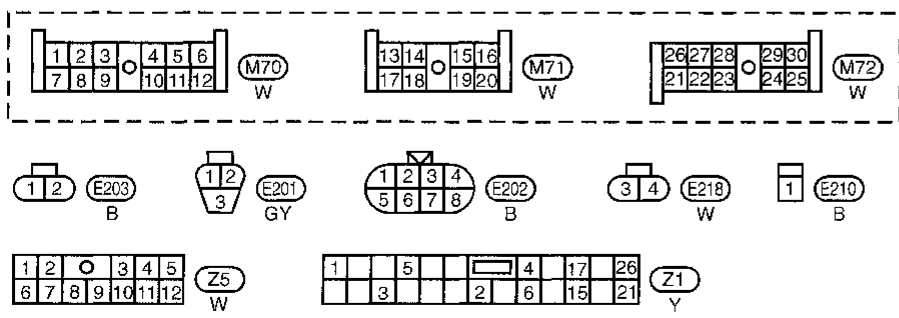 1 2 3 4 5 6
7 8 9 10 11 12
M70
W
13 14 15 16
17 18 19 20
M71
W
26 27 28 29 30
21 22 23 24 25
M72
W
1 2
E203
B
1 2
3
E201
GY
1 2 3 4
5 6 7 8
E202
B
3 4
E218
W
1
E210
B
1 2 3 4 5
6 7 8 9 10 11 12
Z5
W
1 5 4 17 26
3 2 6 15 21
Z1
Y